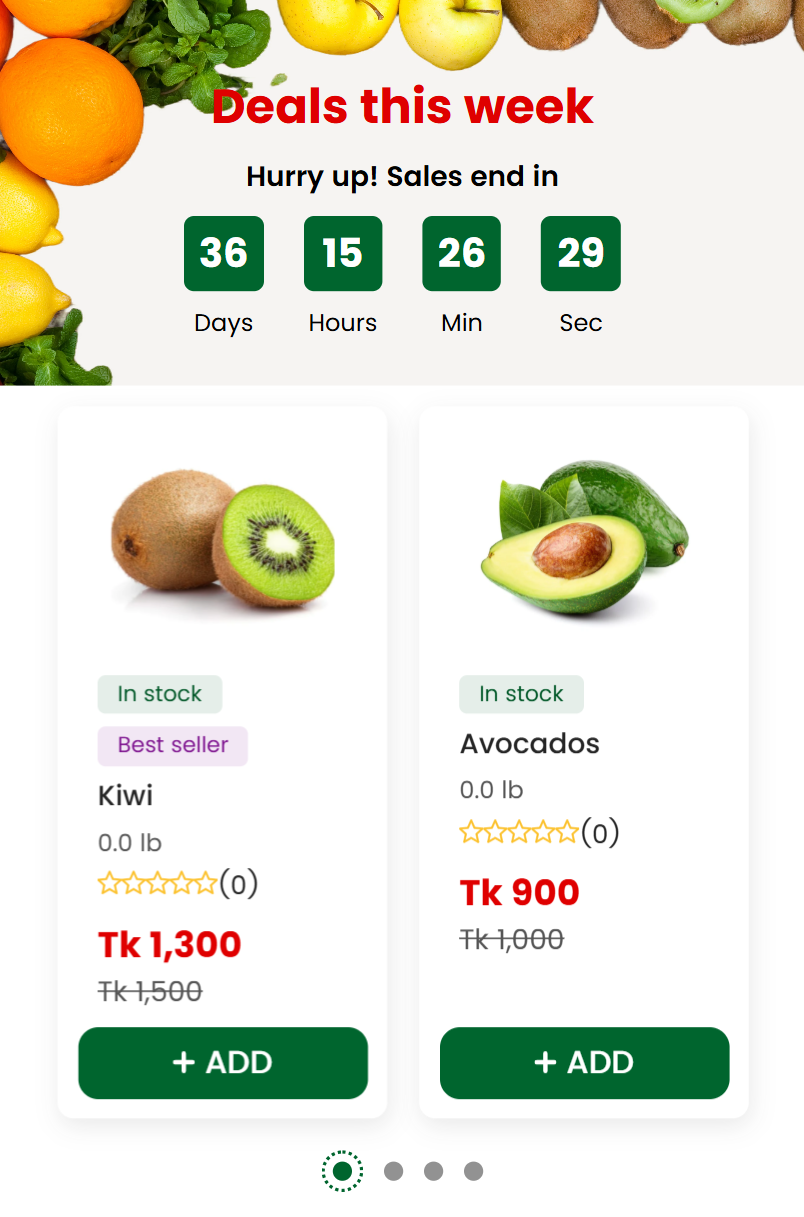 Deals this week
Hurry up! Sales end in
36 15 26 29
Days Hours Min Sec
In stock
Best seller
Kiwi
0.0 lb
(0)
Tk 1,300
Tk 1,500
+ ADD
In stock
Avocados
0.0 lb
(0)
Tk 900
Tk 1,000
+ ADD